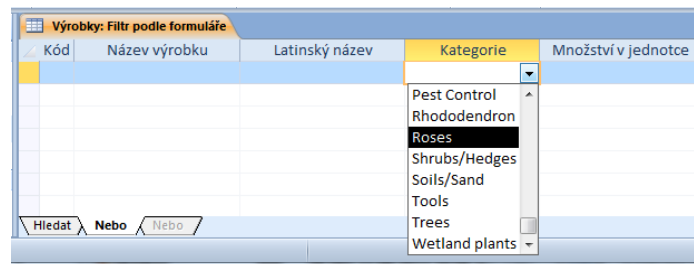 Výrobky: Filtr podle formuláře
Kód Název výrobku Latinský název Kategorie Množství v jednotce
Pest Control
Rhododendron
Roses
Shrubs/Hedges
Soils/Sand
Tools
Trees
Wetland plants
Hledat Nebo Nebo